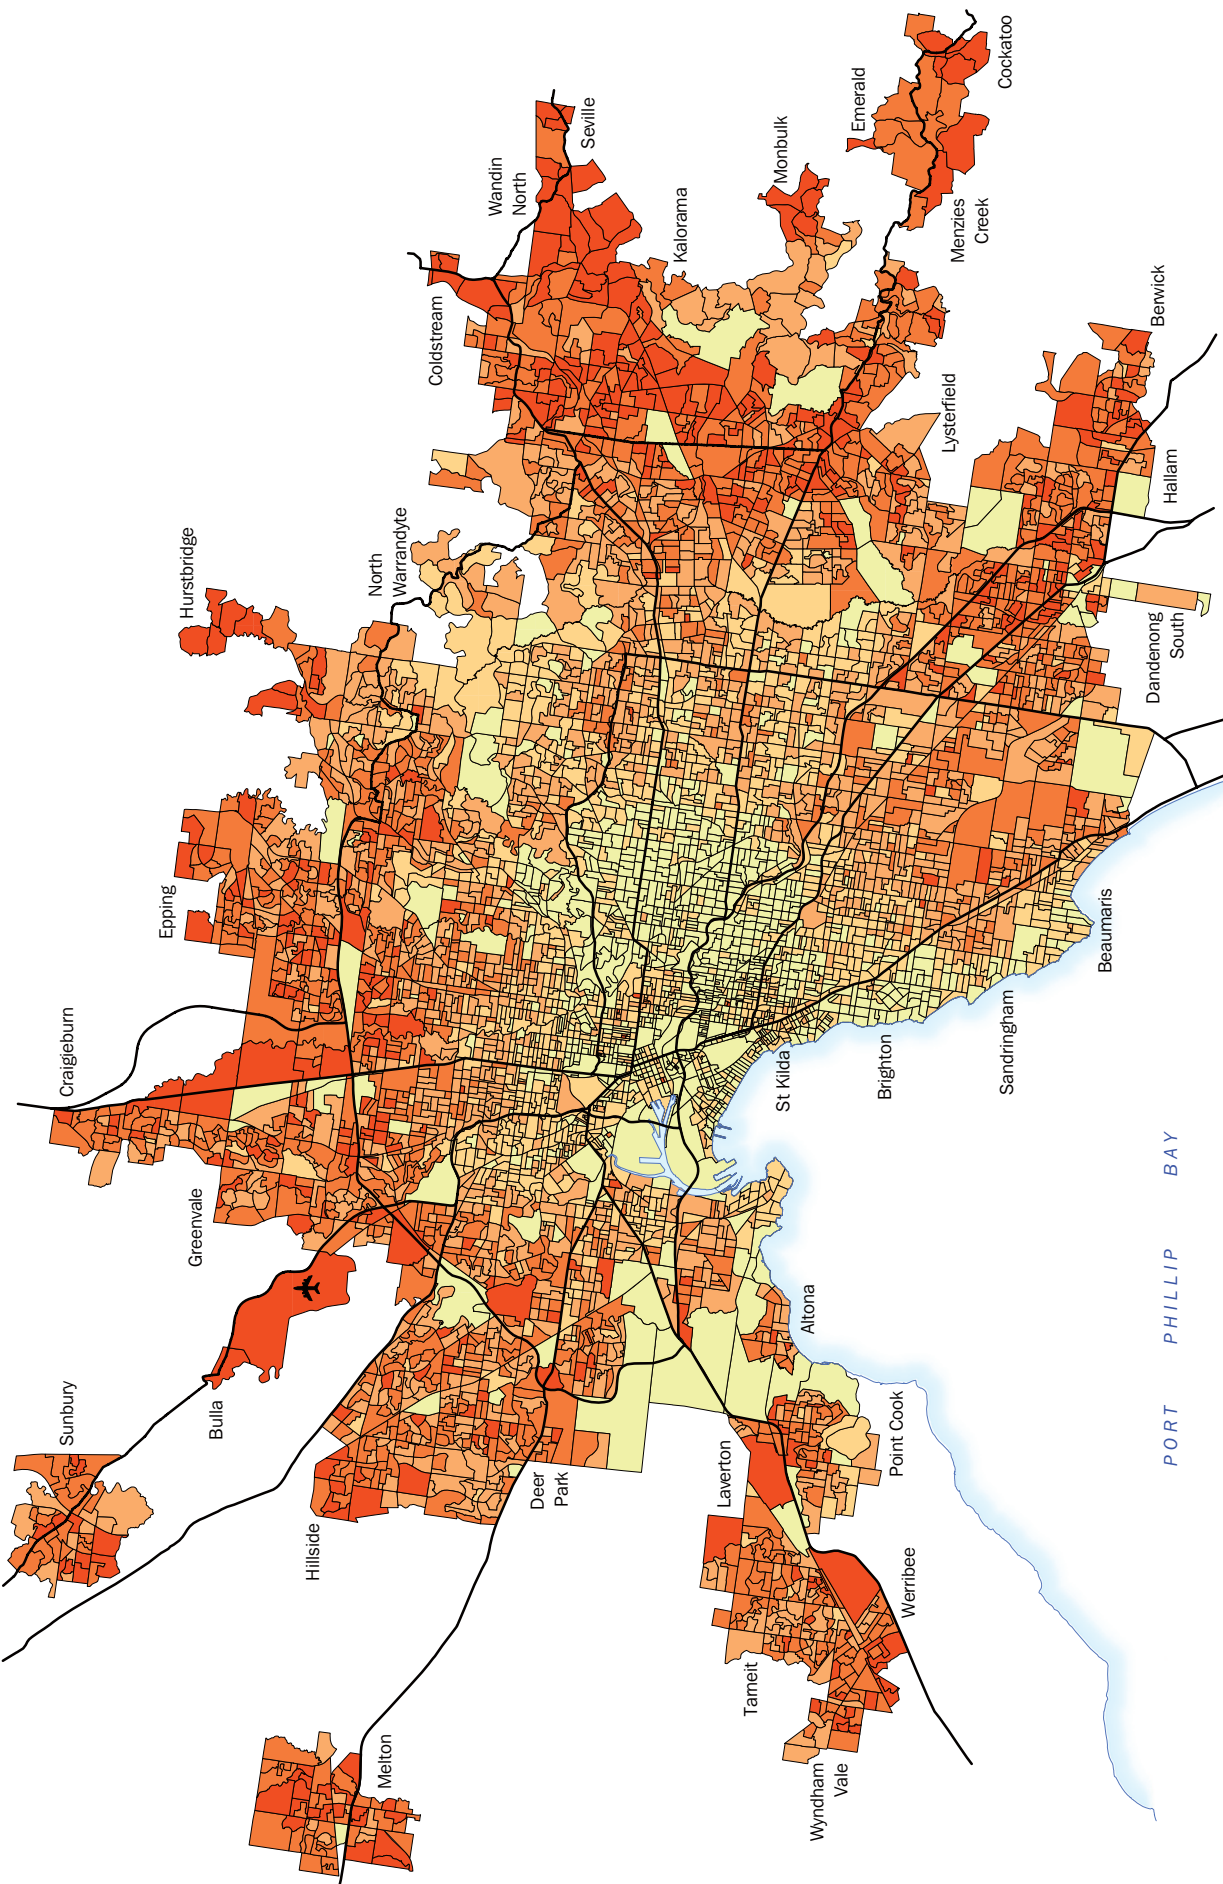 Cockatoo
Emerald
Menzies
Creek
Seville
Monbulk
Wandin
North
Kalorama
Coldstream
Berwick
Lysterfield
Hallam
Hurstbridge
North
Warrandyte
Dandenong
South
Epping
Beaumaris
Craigieburn
Sandringham
St Kilda
Brighton
Greenvale
Altona
Bulla
Sunbury
Point Cook
Laverton
Deer
Park
Hillside
Werribee
Tarneit
Wyndham
Vale
Melton
PORT PHILLIP BAY